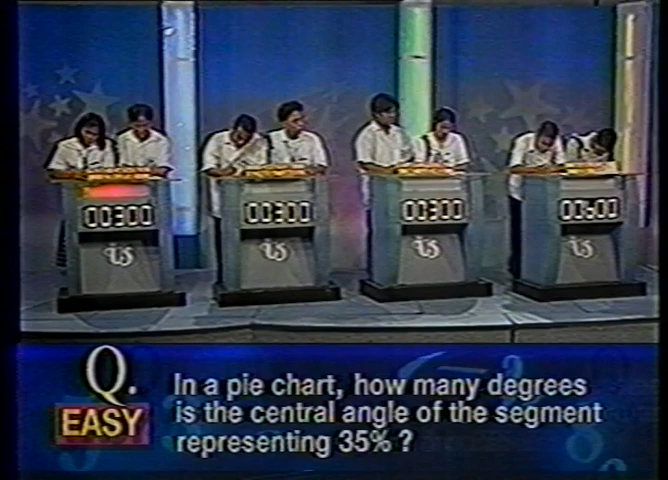 00300
00300
00300
00600
Q.
EASY
In a pie chart, how many degrees
is the central angle of the segment
representing 35% ?